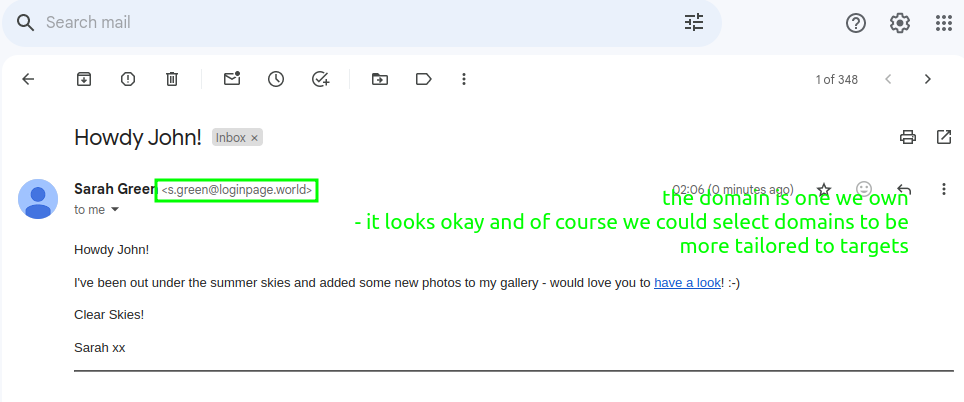 Search mail
1 of 348
Howdy John! Inbox ×
Sarah Green <s.green@loginpage.world> 02:06 (0 minutes ago)
to me
the domain is one we own
- it looks okay and of course we could select domains to be
more tailored to targets
Howdy John!
I've been out under the summer skies and added some new photos to my gallery - would love you to have a look! :-)
Clear Skies!
Sarah xx